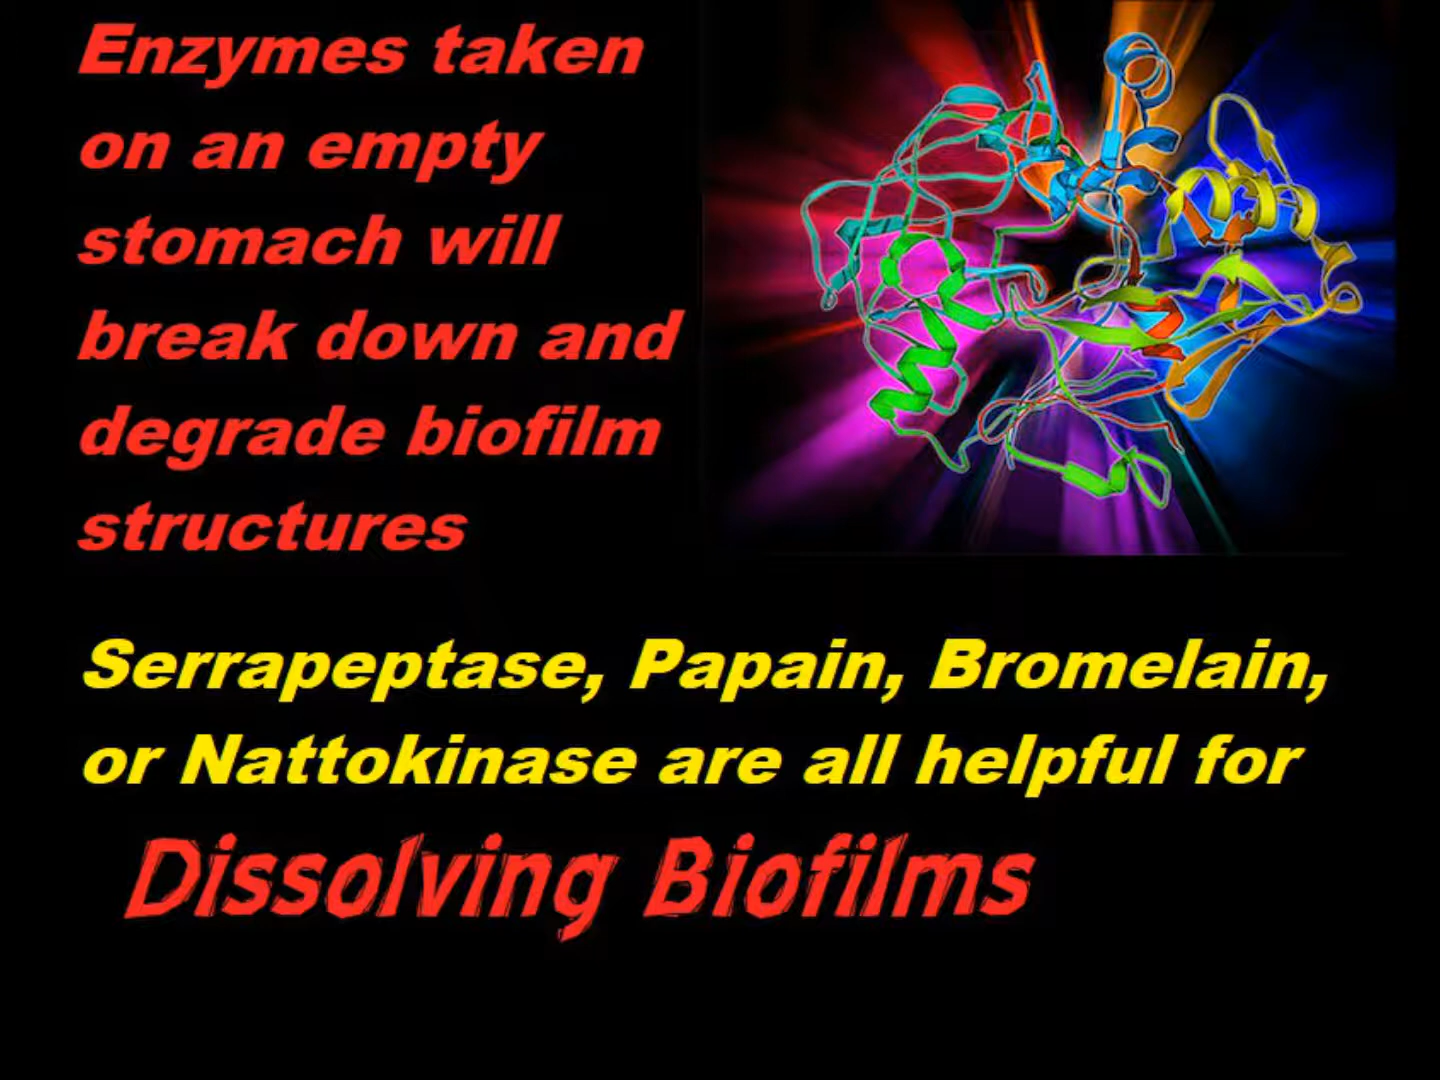 Enzymes taken
on an empty
stomach will
break down and
degrade biofilm
structures
Serrapeptase, Papain, Bromelain,
or Nattokinase are all helpful for
Dissolving Biofilms